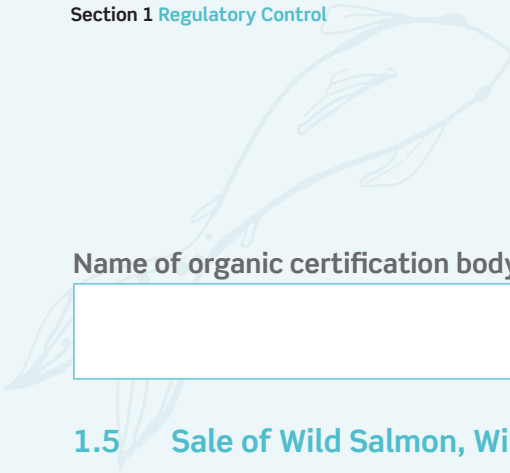 Section 1 Regulatory Control
Name of organic certification body
1.5 Sale of Wild Salmon, Wi